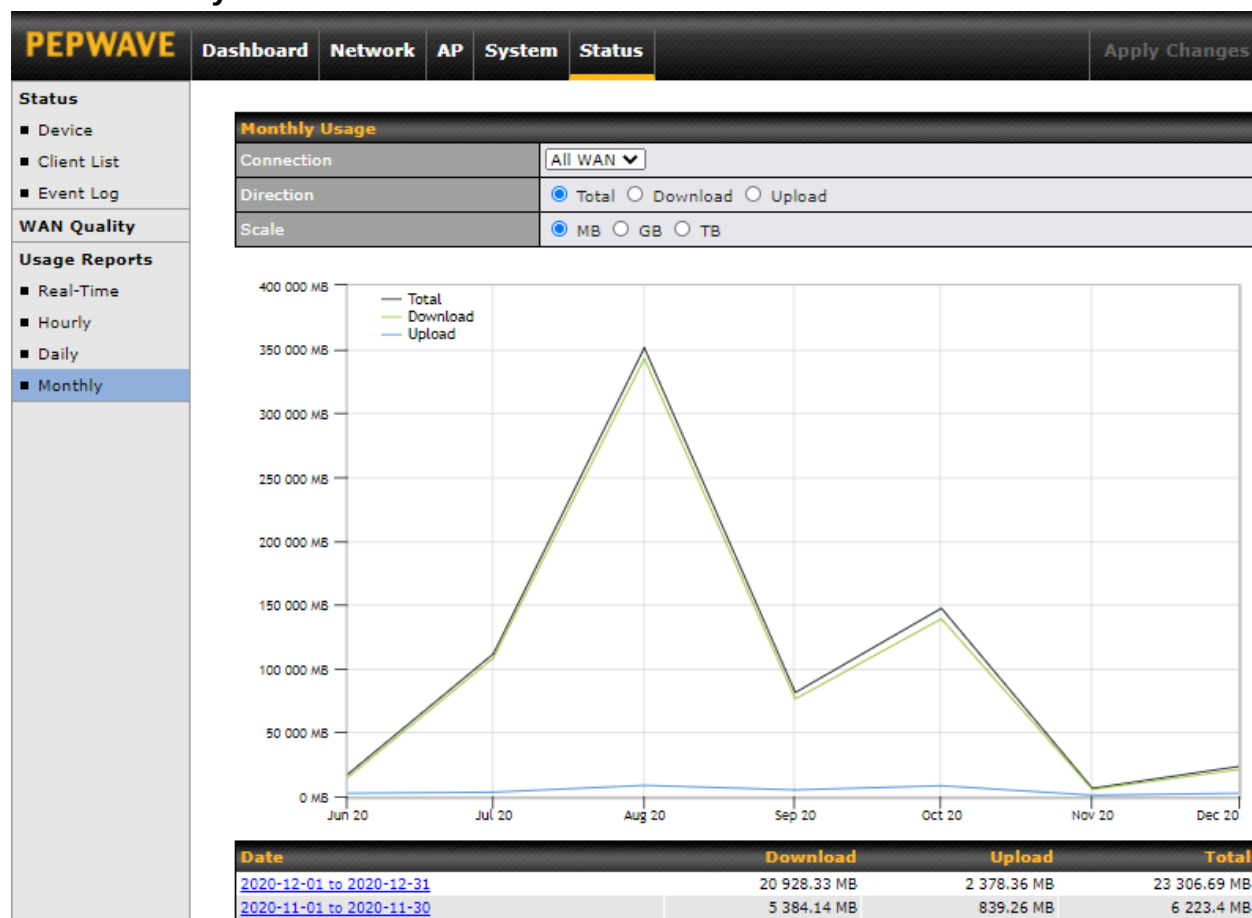 PEPWAVE Dashboard Network AP System Status Apply Changes
Status
Device
Client List
Event Log
WAN Quality
Usage Reports
Real-Time
Hourly
Daily
Monthly
Monthly Usage
Connection All WAN
Direction Total Download Upload
Scale MB GB TB
400 000 MB
350 000 MB
300 000 MB
250 000 MB
200 000 MB
150 000 MB
100 000 MB
50 000 MB
0 MB
Total
Download
Upload
Jun 20 Jul 20 Aug 20 Sep 20 Oct 20 Nov 20 Dec 20
Date Download Upload Total
2020-12-01 to 2020-12-31 20 928.33 MB 2 378.36 MB 23 306.69 MB
2020-11-01 to 2020-11-30 5 384.14 MB 839.26 MB 6 223.4 MB